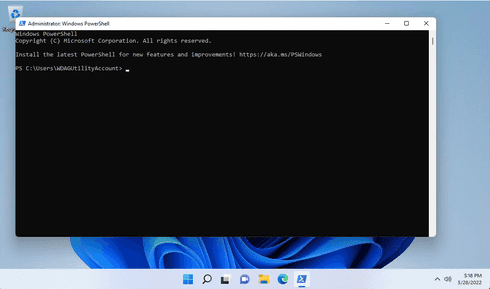 Administrator: Windows PowerShell
Windows PowerShell
Copyright (C) Microsoft Corporation. All rights reserved.
Install the latest PowerShell for new features and improvements! https://aka.ms/PSWindows
PS C:\Users\WDAGUtilityAccount> _
5:18 PM
5/28/2022